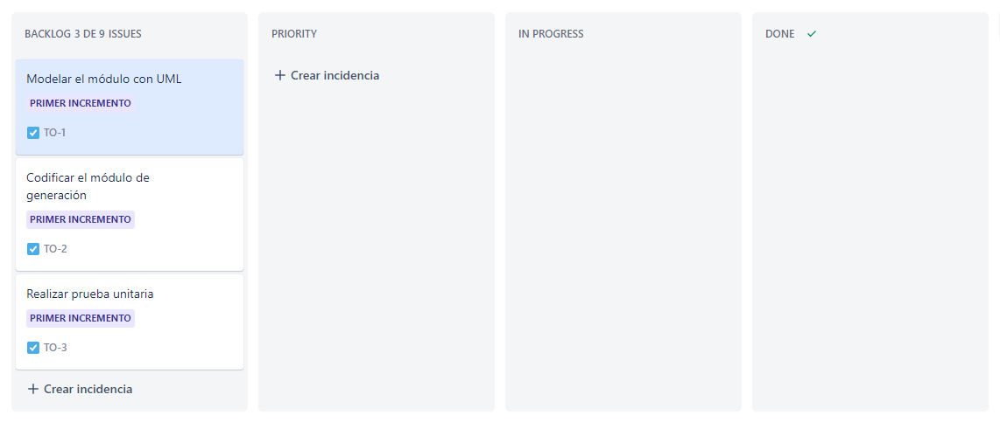 BACKLOG 3 DE 9 ISSUES
Modelar el módulo con UML
PRIMER INCREMENTO
TO-1
Codificar el módulo de
generación
PRIMER INCREMENTO
TO-2
Realizar prueba unitaria
PRIMER INCREMENTO
TO-3
+ Crear incidencia
PRIORITY
+ Crear incidencia
IN PROGRESS
DONE